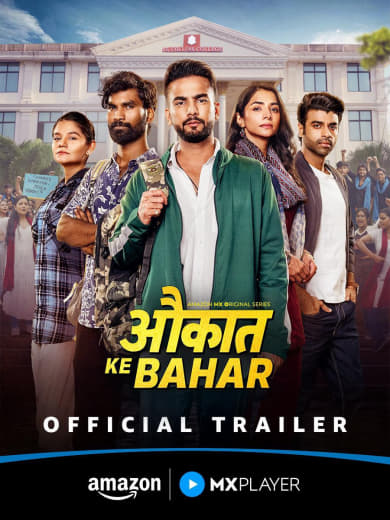 AMAZON MX ORIGINAL SERIES
औकात
KE BAHAR
OFFICIAL TRAILER
amazon
MXPLAYER